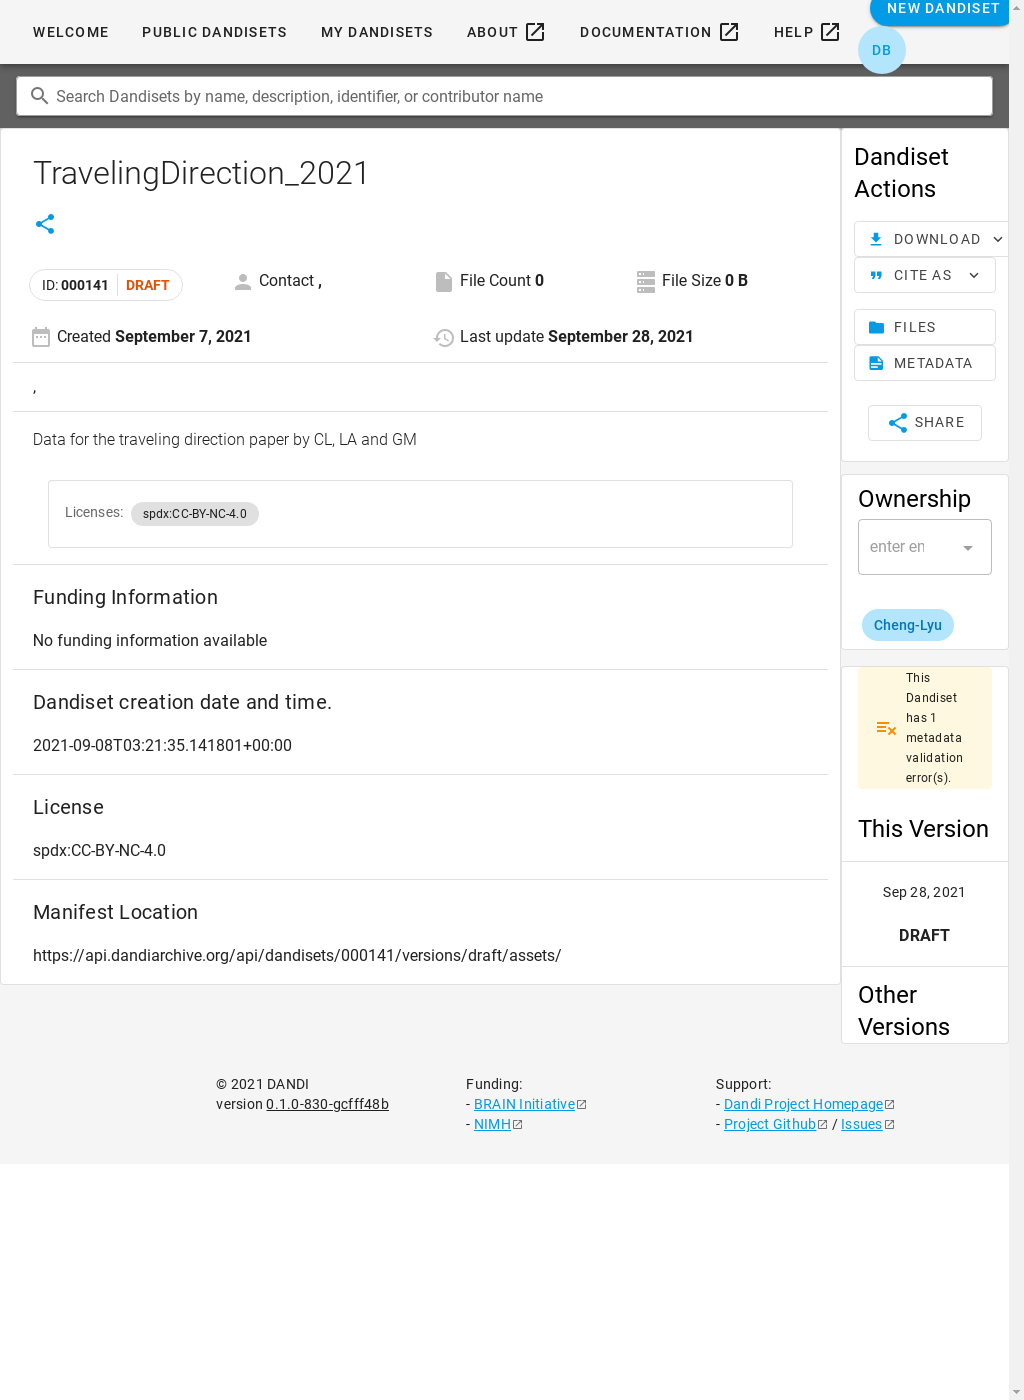 WELCOME PUBLIC DANDISETS MY DANDISETS ABOUT DOCUMENTATION HELP NEW DANDISET
DB
Search Dandisets by name, description, identifier, or contributor name
TravelingDirection_2021
ID: 000141 DRAFT Contact , File Count 0 File Size 0 B
Created September 7, 2021 Last update September 28, 2021
,
Data for the traveling direction paper by CL, LA and GM
Licenses: spdx:CC-BY-NC-4.0
Funding Information
No funding information available
Dandiset creation date and time.
2021-09-08T03:21:35.141801+00:00
License
spdx:CC-BY-NC-4.0
Manifest Location
https://api.dandiarchive.org/api/dandisets/000141/versions/draft/assets/
Dandiset
Actions
DOWNLOAD
CITE AS
FILES
METADATA
SHARE
Ownership
enter en
Cheng-Lyu
This
Dandiset
has 1
metadata
validation
error(s).
This Version
Sep 28, 2021
DRAFT
Other
Versions
© 2021 DANDI
version 0.1.0-830-gcfff48b
Funding:
- BRAIN Initiative
- NIMH
Support:
- Dandi Project Homepage
- Project Github / Issues